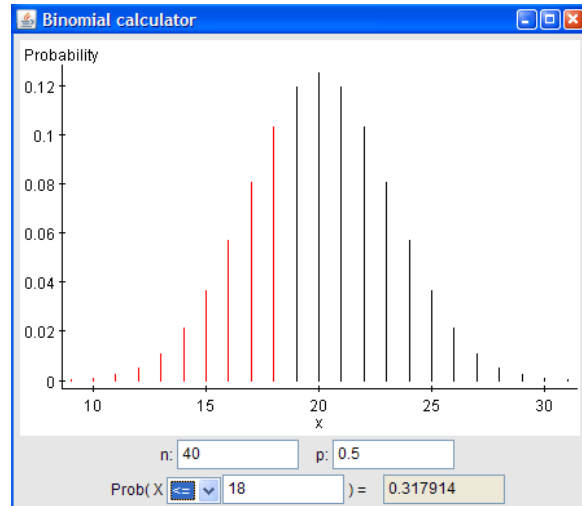 Binomial calculator
Probability
0.12
0.1
0.08
0.06
0.04
0.02
0
10 15 20 25 30
x
n: 40 p: 0.5
Prob( X <= 18 ) = 0.317914